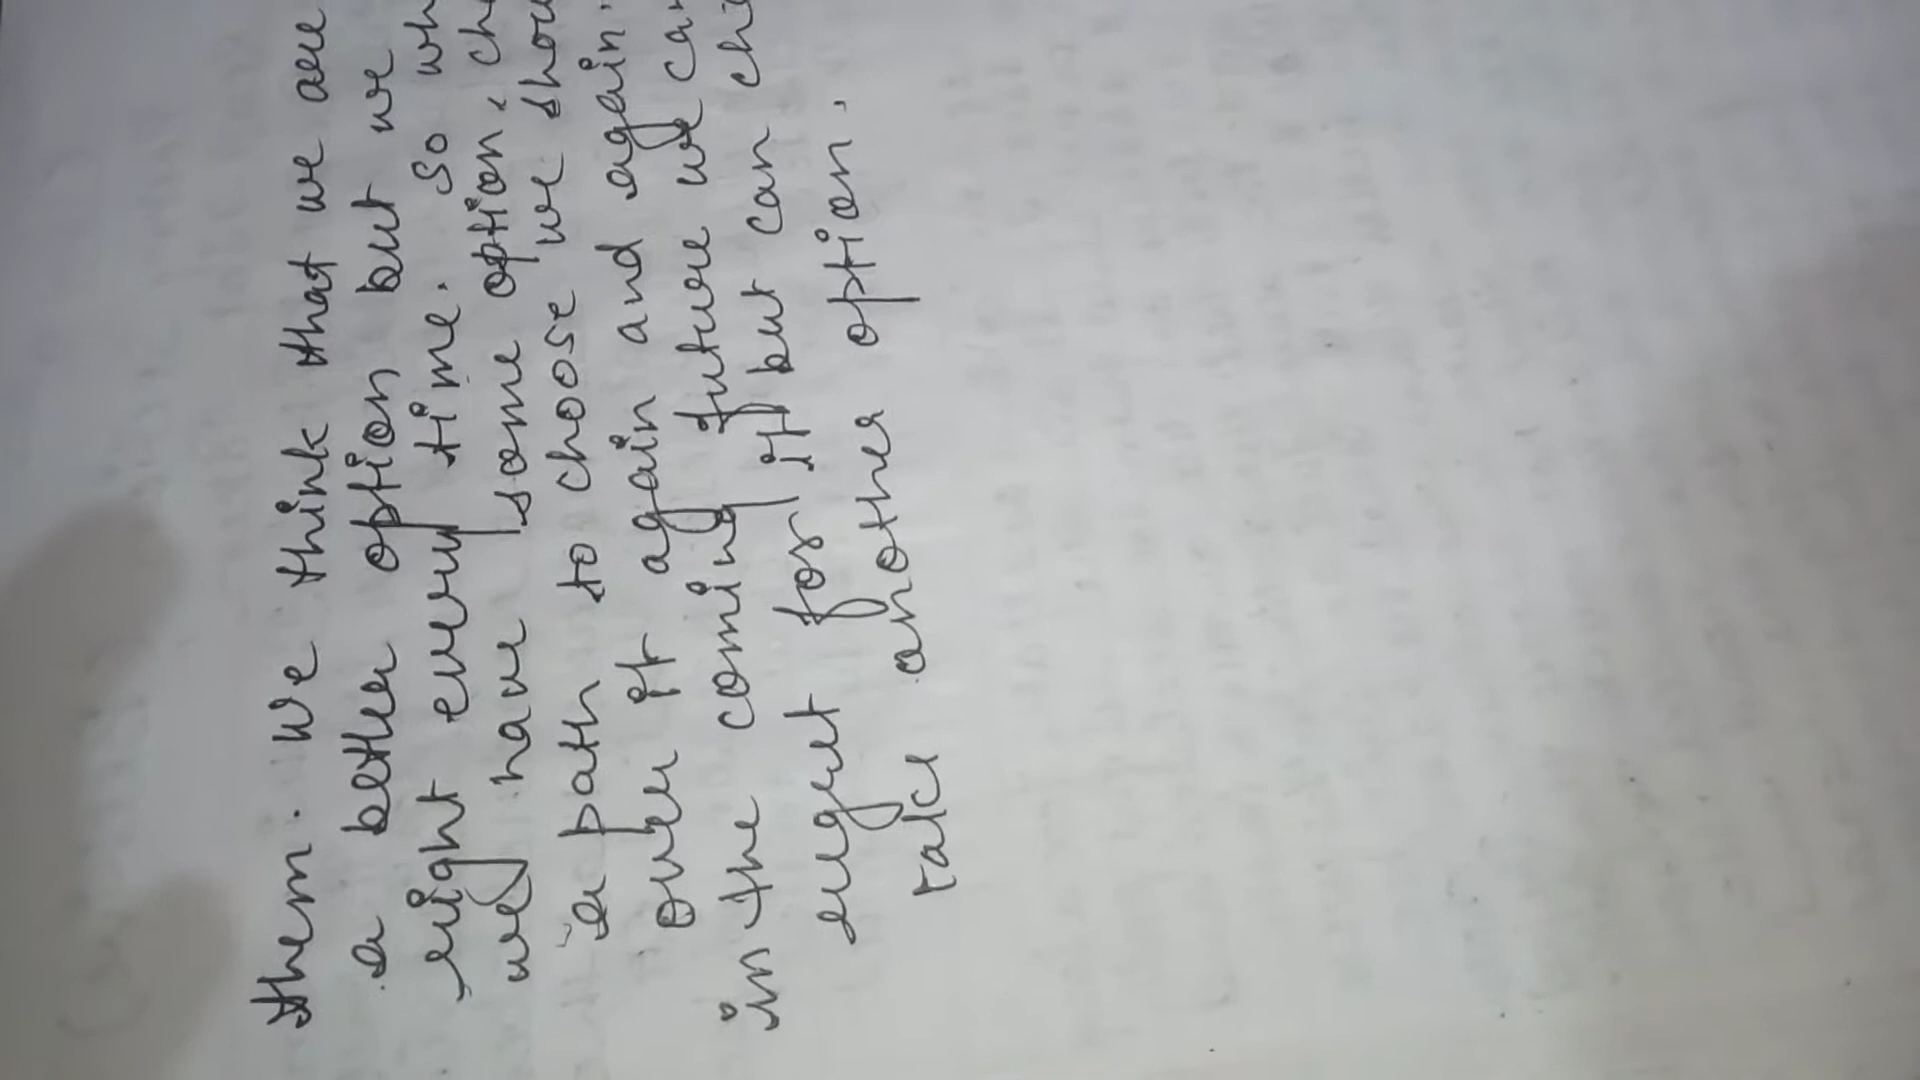 them. we think that we are
a better option but we
right every time. so wh
we have some option, ch
a path to choose we shou
over it again and again.
in the coming future we can
regret for it but can ch
take another option.